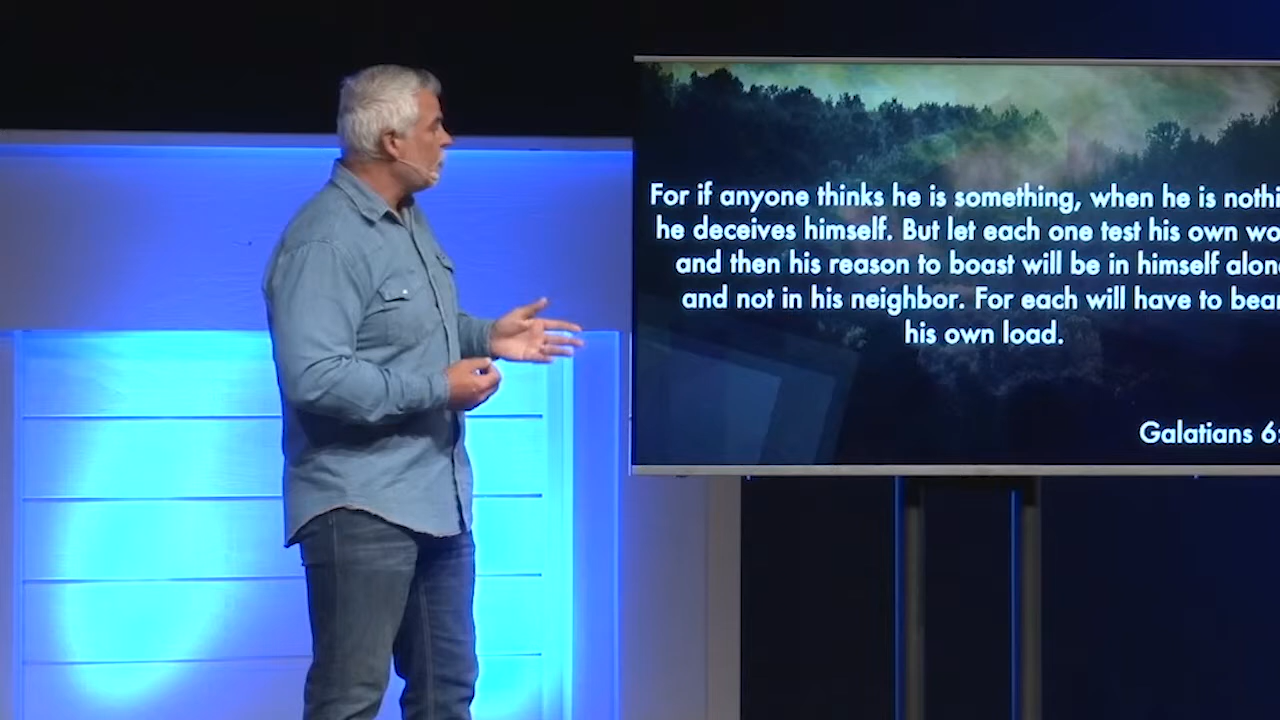 For if anyone thinks he is something, when he is nothi
he deceives himself. But let each one test his own wo
and then his reason to boast will be in himself alon
and not in his neighbor. For each will have to bear
his own load.
Galatians 6: